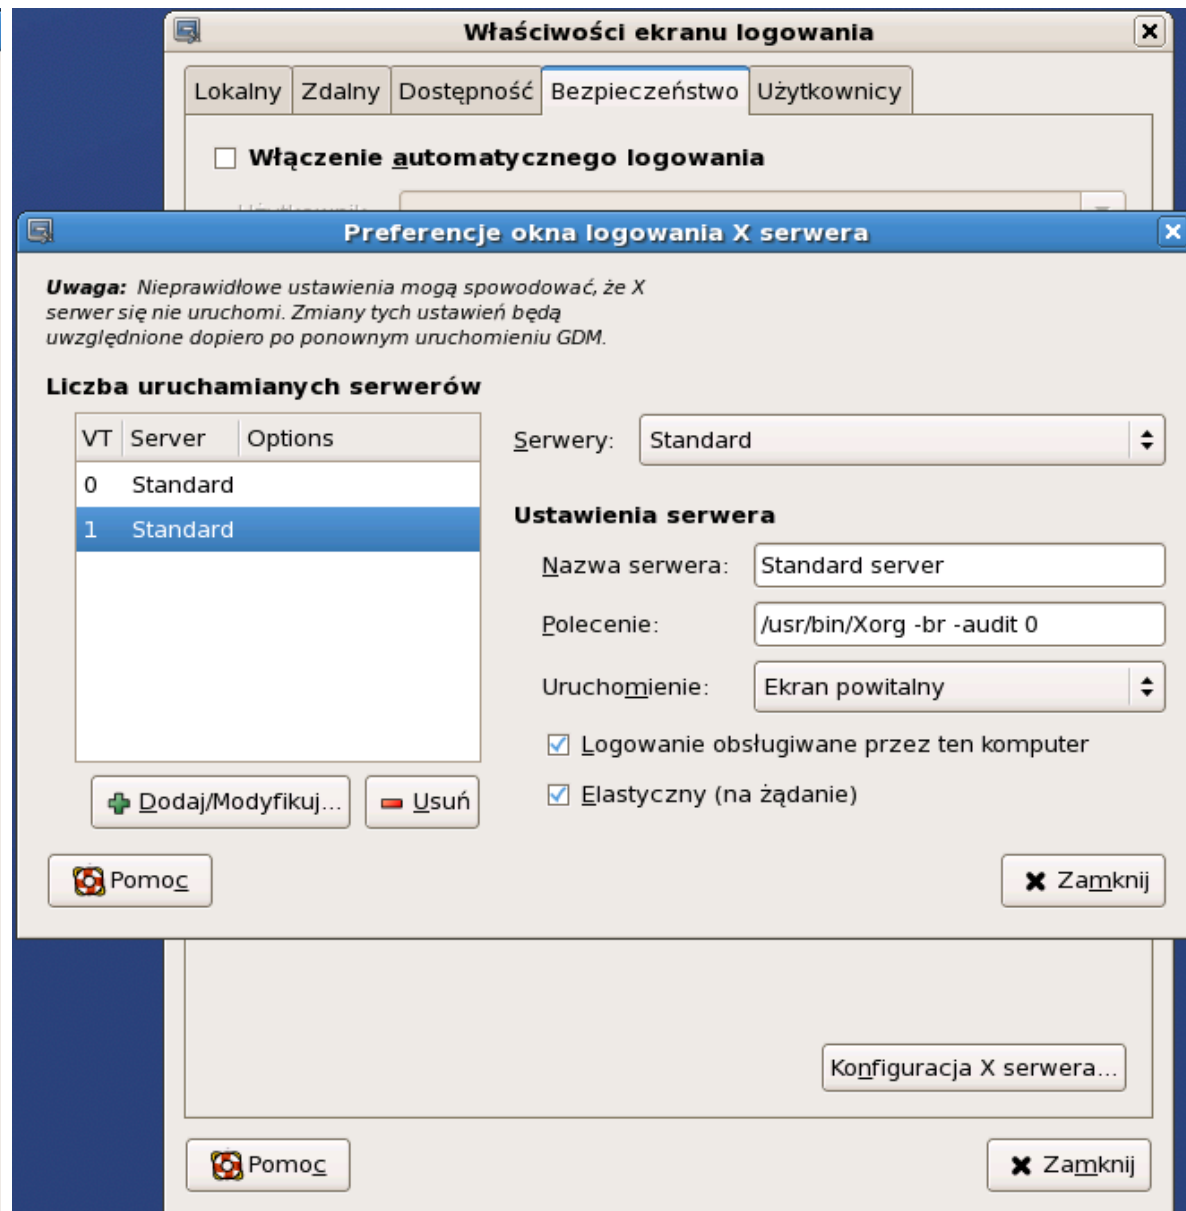 Właściwości ekranu logowania
Lokalny Zdalny Dostępność Bezpieczeństwo Użytkownicy
Włączenie automatycznego logowania
Preferencje okna logowania X serwera
Uwaga: Nieprawidłowe ustawienia mogą spowodować, że X
serwer się nie uruchomi. Zmiany tych ustawień będą
uwzględnione dopiero po ponownym uruchomieniu GDM.
Liczba uruchamianych serwerów
VT Server Options
0 Standard
1 Standard
Dodaj/Modyfikuj... Usuń
Serwery: Standard
Ustawienia serwera
Nazwa serwera: Standard server
Polecenie: /usr/bin/Xorg -br -audit 0
Uruchomienie: Ekran powitalny
Logowanie obsługiwane przez ten komputer
Elastyczny (na żądanie)
Pomoc Zamknij
Konfiguracja X serwera...
Pomoc Zamknij